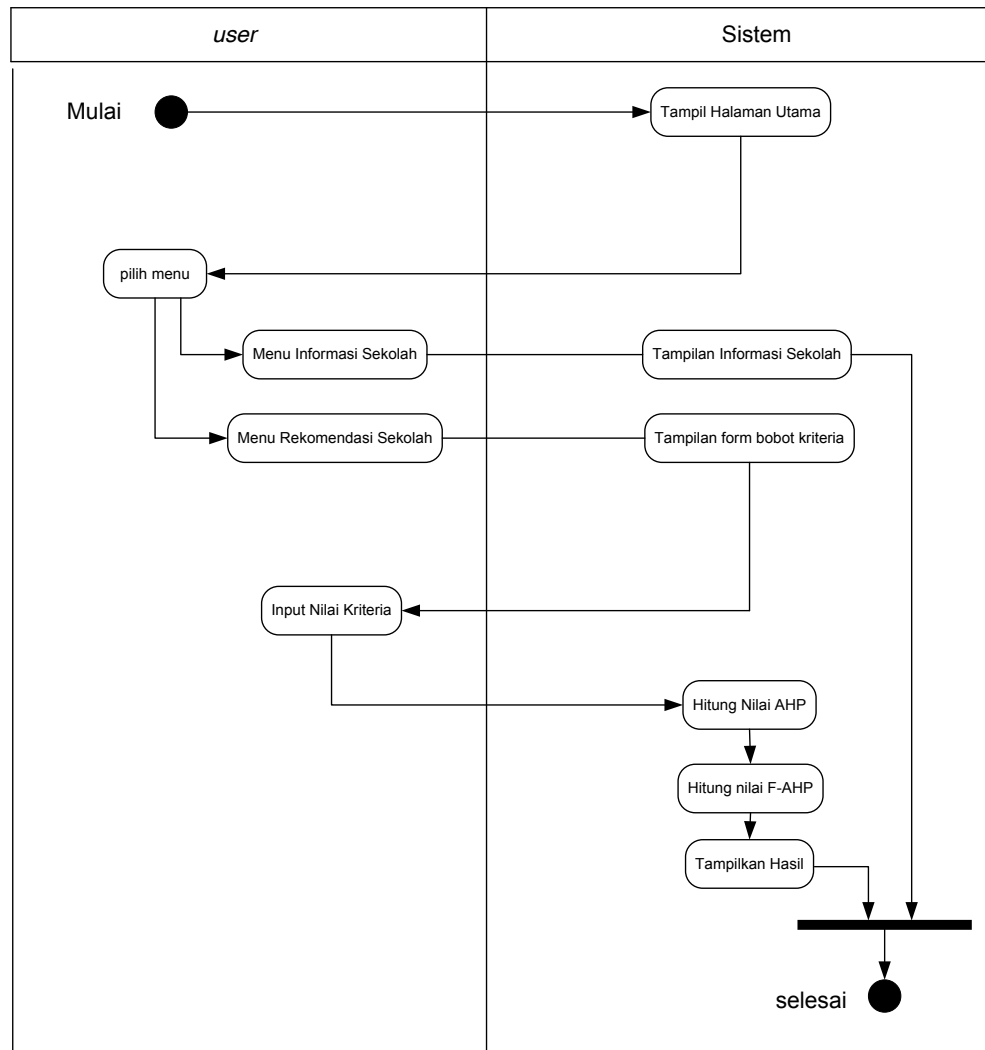 user
Sistem
Mulai
Tampil Halaman Utama
pilih menu
Menu Informasi Sekolah
Tampilan Informasi Sekolah
Menu Rekomendasi Sekolah
Tampilan form bobot kriteria
Input Nilai Kriteria
Hitung Nilai AHP
Hitung nilai F-AHP
Tampilkan Hasil
selesai